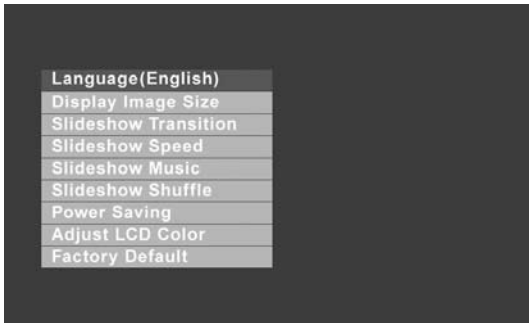 Language(English)
Display Image Size
Slideshow Transition
Slideshow Speed
Slideshow Music
Slideshow Shuffle
Power Saving
Adjust LCD Color
Factory Default